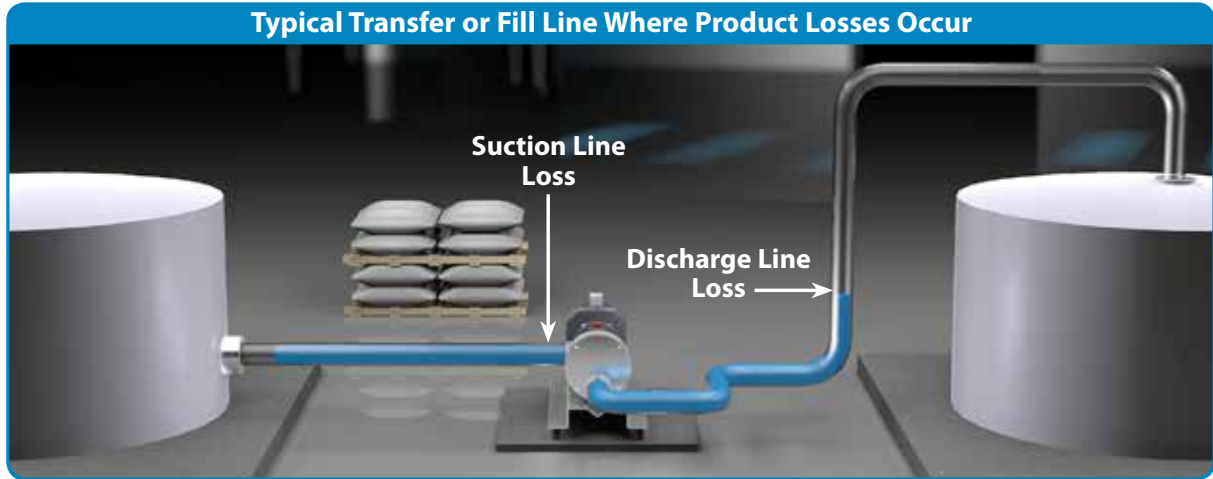 Typical Transfer or Fill Line Where Product Losses Occur
Suction Line
Loss
Discharge Line
Loss